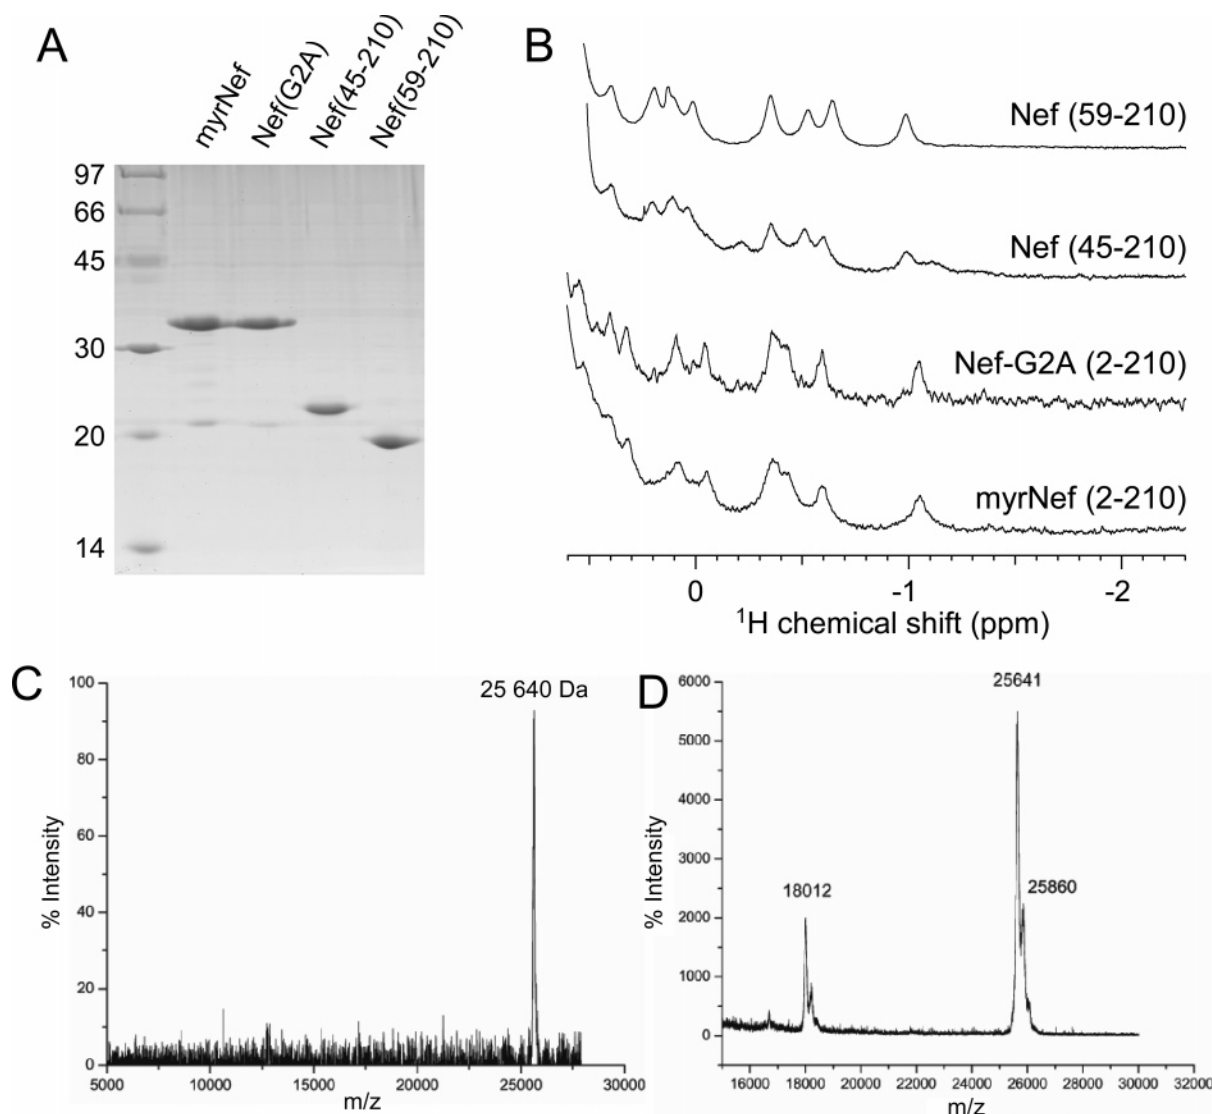 A
myrNef
Nef(G2A)
Nef(45-210)
Nef(59-210)
97
66
45
30
20
14
B
Nef (59-210)
Nef (45-210)
Nef-G2A (2-210)
myrNef (2-210)
0 -1 -2
¹H chemical shift (ppm)
C
25 640 Da
% Intensity
100
80
60
40
20
0
5000 10000 15000 20000 25000 30000
m/z
D
25641
25860
18012
% Intensity
6000
5000
4000
3000
2000
1000
0
16000 18000 20000 22000 24000 26000 28000 30000 32000
m/z